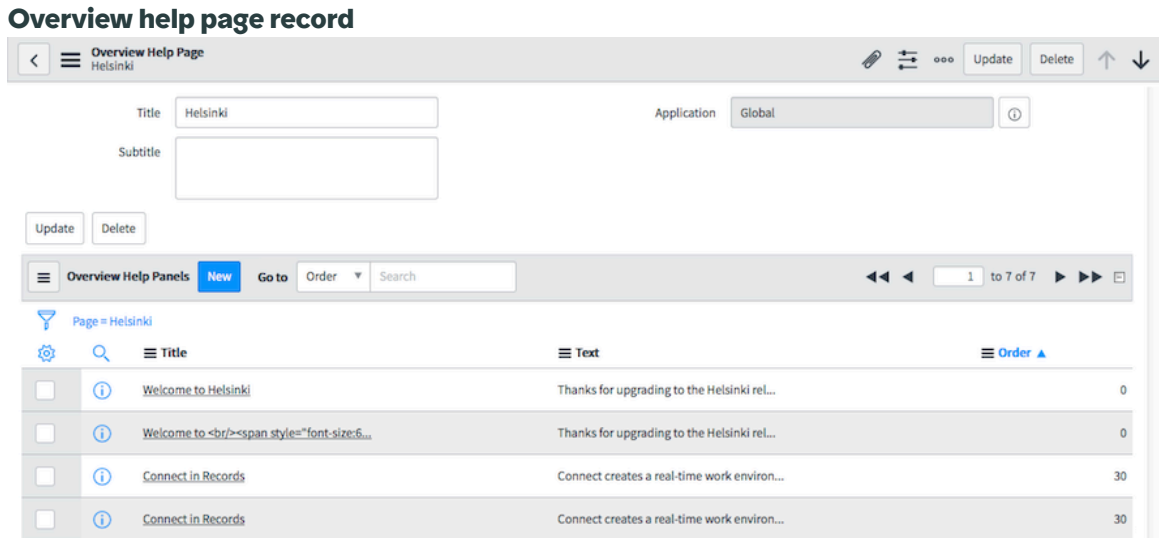 Overview help page record
Overview Help Page
Helsinki
Update
Delete
Title
Helsinki
Application
Global
Subtitle
Update
Delete
Overview Help Panels
New
Go to
Order
Search
1
to 7 of 7
Page = Helsinki
Title
Text
Order
Welcome to Helsinki
Thanks for upgrading to the Helsinki rel...
0
Welcome to <br/><span style="font-size:6...
Thanks for upgrading to the Helsinki rel...
0
Connect in Records
Connect creates a real-time work environ...
30
Connect in Records
Connect creates a real-time work environ...
30